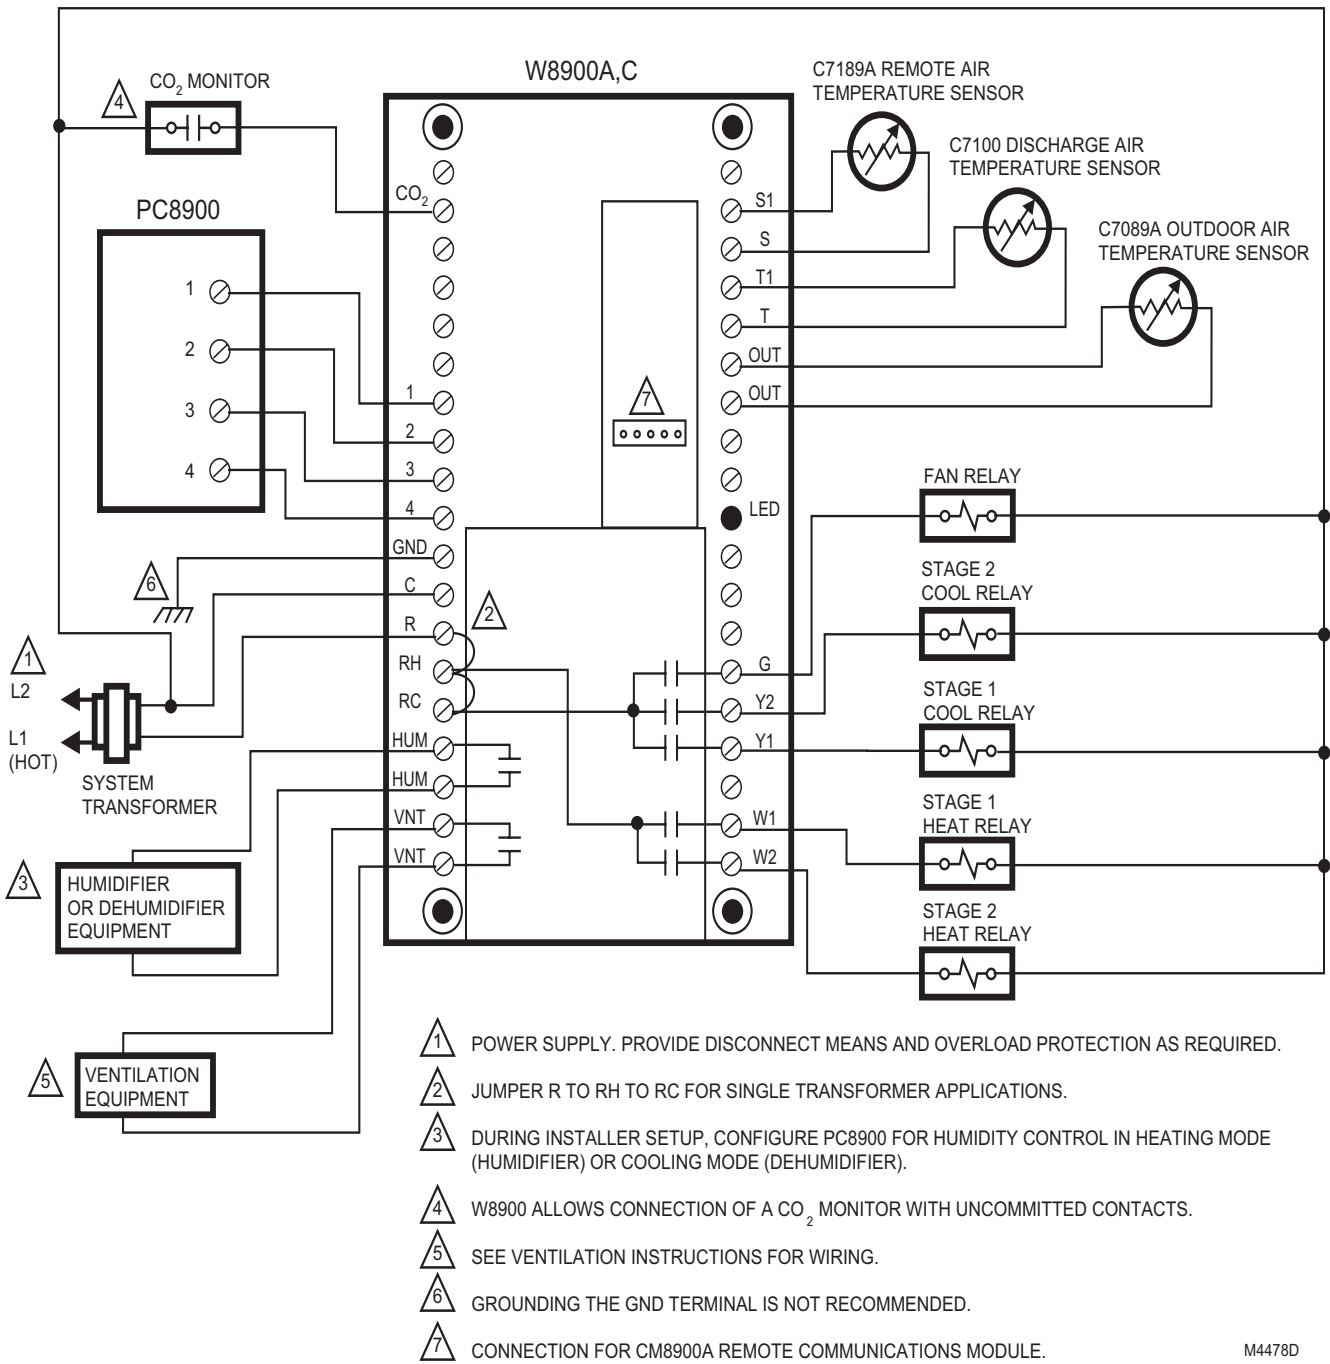 W8900A,C
CO2 MONITOR
4
C7189A REMOTE AIR
TEMPERATURE SENSOR
C7100 DISCHARGE AIR
TEMPERATURE SENSOR
C7089A OUTDOOR AIR
TEMPERATURE SENSOR
PC8900
1
2
3
4
CO2
1
2
3
4
GND
C
R
RH
RC
HUM
HUM
VNT
VNT
7
2
S1
S
T1
T
OUT
OUT
LED
G
Y2
Y1
W1
W2
FAN RELAY
STAGE 2
COOL RELAY
STAGE 1
COOL RELAY
STAGE 1
HEAT RELAY
STAGE 2
HEAT RELAY
6
1
L2
L1
(HOT)
SYSTEM
TRANSFORMER
3
HUMIDIFIER
OR DEHUMIDIFIER
EQUIPMENT
5
VENTILATION
EQUIPMENT
1 POWER SUPPLY. PROVIDE DISCONNECT MEANS AND OVERLOAD PROTECTION AS REQUIRED.
2 JUMPER R TO RH TO RC FOR SINGLE TRANSFORMER APPLICATIONS.
3 DURING INSTALLER SETUP, CONFIGURE PC8900 FOR HUMIDITY CONTROL IN HEATING MODE
(HUMIDIFIER) OR COOLING MODE (DEHUMIDIFIER).
4 W8900 ALLOWS CONNECTION OF A CO2 MONITOR WITH UNCOMMITTED CONTACTS.
5 SEE VENTILATION INSTRUCTIONS FOR WIRING.
6 GROUNDING THE GND TERMINAL IS NOT RECOMMENDED.
7 CONNECTION FOR CM8900A REMOTE COMMUNICATIONS MODULE.
M4478D